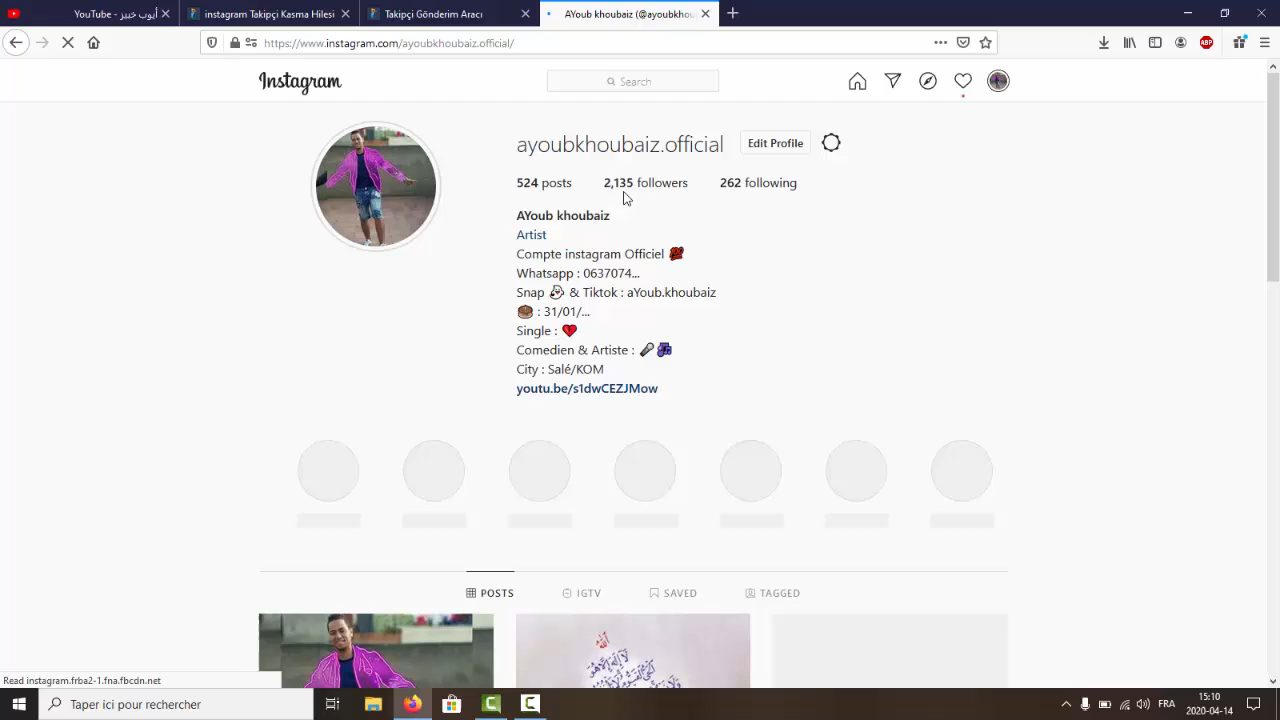 YouTube - أيوب خبيز
instagram Takipçi Kasma Hilesi
Takipçi Gönderim Aracı
AYoub khoubaiz (@ayoubkhou
https://www.instagram.com/ayoubkhoubaiz.official/
ABP
Instagram
Search
ayoubkhoubaiz.official
Edit Profile
524 posts
2,135 followers
262 following
AYoub khoubaiz
Artist
Compte instagram Officiel
Whatsapp : 0637074...
Snap & Tiktok : aYoub.khoubaiz
: 31/01/...
Single :
Comedien & Artiste :
City : Salé/KOM
youtu.be/s1dwCEZJMow
POSTS
IGTV
SAVED
TAGGED
Read instagram.frba2-1.fna.fbcdn.net
Taper ici pour rechercher
FRA
15:10
2020-04-14